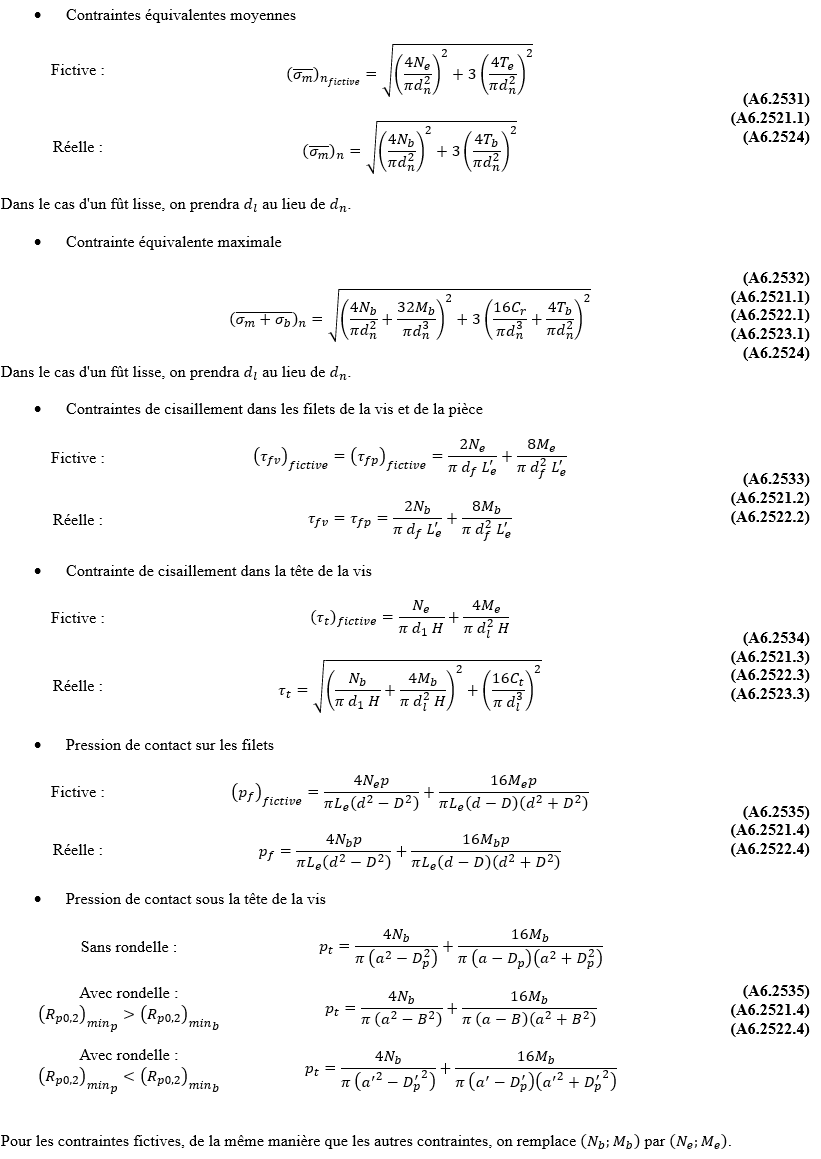 • Contraintes équivalentes moyennes
Fictive : $(\overline{\sigma_m})_{n_{fictive}} = \sqrt{\left(\frac{4N_e}{\pi d_n^2}\right)^2 + 3\left(\frac{4T_e}{\pi d_n^2}\right)^2}$
(A6.2531)
(A6.2521.1)
(A6.2524)
Réelle : $(\overline{\sigma_m})_n = \sqrt{\left(\frac{4N_b}{\pi d_n^2}\right)^2 + 3\left(\frac{4T_b}{\pi d_n^2}\right)^2}$
Dans le cas d'un fût lisse, on prendra $d_l$ au lieu de $d_n$.
• Contrainte équivalente maximale
(A6.2532)
(A6.2521.1)
$(\overline{\sigma_m + \sigma_b})_n = \sqrt{\left(\frac{4N_b}{\pi d_n^2} + \frac{32M_b}{\pi d_n^3}\right)^2 + 3\left(\frac{16C_r}{\pi d_n^3} + \frac{4T_b}{\pi d_n^2}\right)^2}$ (A6.2522.1)
(A6.2523.1)
(A6.2524)
Dans le cas d'un fût lisse, on prendra $d_l$ au lieu de $d_n$.
• Contraintes de cisaillement dans les filets de la vis et de la pièce
Fictive : $(\tau_{fv})_{fictive} = (\tau_{fp})_{fictive} = \frac{2N_e}{\pi\, d_f\, L'_e} + \frac{8M_e}{\pi\, d_f^2\, L'_e}$
(A6.2533)
(A6.2521.2)
(A6.2522.2)
Réelle : $\tau_{fv} = \tau_{fp} = \frac{2N_b}{\pi\, d_f\, L'_e} + \frac{8M_b}{\pi\, d_f^2\, L'_e}$
• Contrainte de cisaillement dans la tête de la vis
Fictive : $(\tau_t)_{fictive} = \frac{N_e}{\pi\, d_1\, H} + \frac{4M_e}{\pi\, d_l^2\, H}$
(A6.2534)
(A6.2521.3)
(A6.2522.3)
(A6.2523.3)
Réelle : $\tau_t = \sqrt{\left(\frac{N_b}{\pi\, d_1\, H} + \frac{4M_b}{\pi\, d_l^2\, H}\right)^2 + \left(\frac{16C_t}{\pi\, d_l^3}\right)^2}$
• Pression de contact sur les filets
Fictive : $(p_f)_{fictive} = \frac{4N_e p}{\pi L_e(d^2 - D^2)} + \frac{16M_e p}{\pi L_e(d - D)(d^2 + D^2)}$
(A6.2535)
(A6.2521.4)
(A6.2522.4)
Réelle : $p_f = \frac{4N_b p}{\pi L_e(d^2 - D^2)} + \frac{16M_b p}{\pi L_e(d - D)(d^2 + D^2)}$
• Pression de contact sous la tête de la vis
Sans rondelle : $p_t = \frac{4N_b}{\pi\,(a^2 - D_p^2)} + \frac{16M_b}{\pi\,(a - D_p)(a^2 + D_p^2)}$
(A6.2535)
(A6.2521.4)
(A6.2522.4)
Avec rondelle :
$(R_{p0,2})_{min_p} > (R_{p0,2})_{min_b}$ $p_t = \frac{4N_b}{\pi\,(a^2 - B^2)} + \frac{16M_b}{\pi\,(a - B)(a^2 + B^2)}$
Avec rondelle :
$(R_{p0,2})_{min_p} < (R_{p0,2})_{min_b}$ $p_t = \frac{4N_b}{\pi\,(a'^2 - D_p'^2)} + \frac{16M_b}{\pi\,(a' - D'_p)(a'^2 + D_p'^2)}$
Pour les contraintes fictives, de la même manière que les autres contraintes, on remplace $(N_b; M_b)$ par $(N_e; M_e)$.